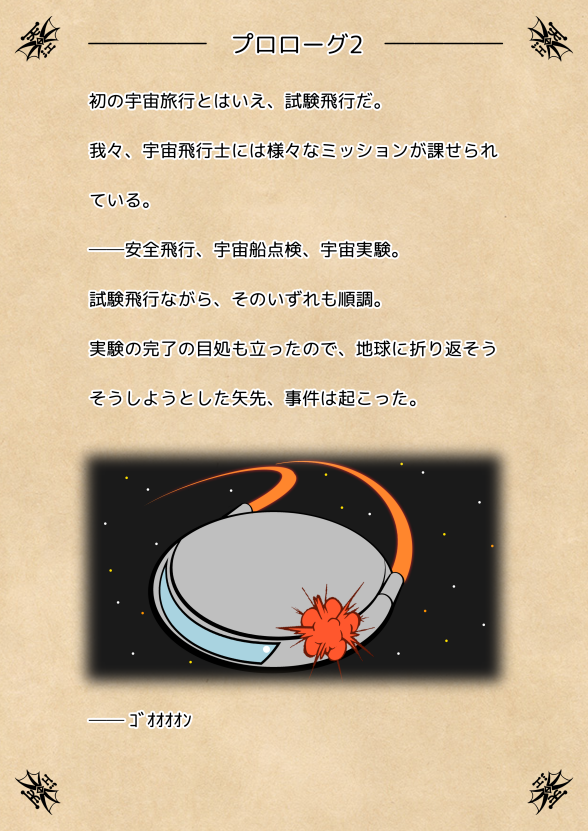 プロローグ2
初の宇宙旅行とはいえ、試験飛行だ。
我々、宇宙飛行士には様々なミッションが課せられ
ている。
――安全飛行、宇宙船点検、宇宙実験。
試験飛行ながら、そのいずれも順調。
実験の完了の目処も立ったので、地球に折り返そう
そうしようとした矢先、事件は起こった。
―― ｺﾞｵｵｵｵﾝ